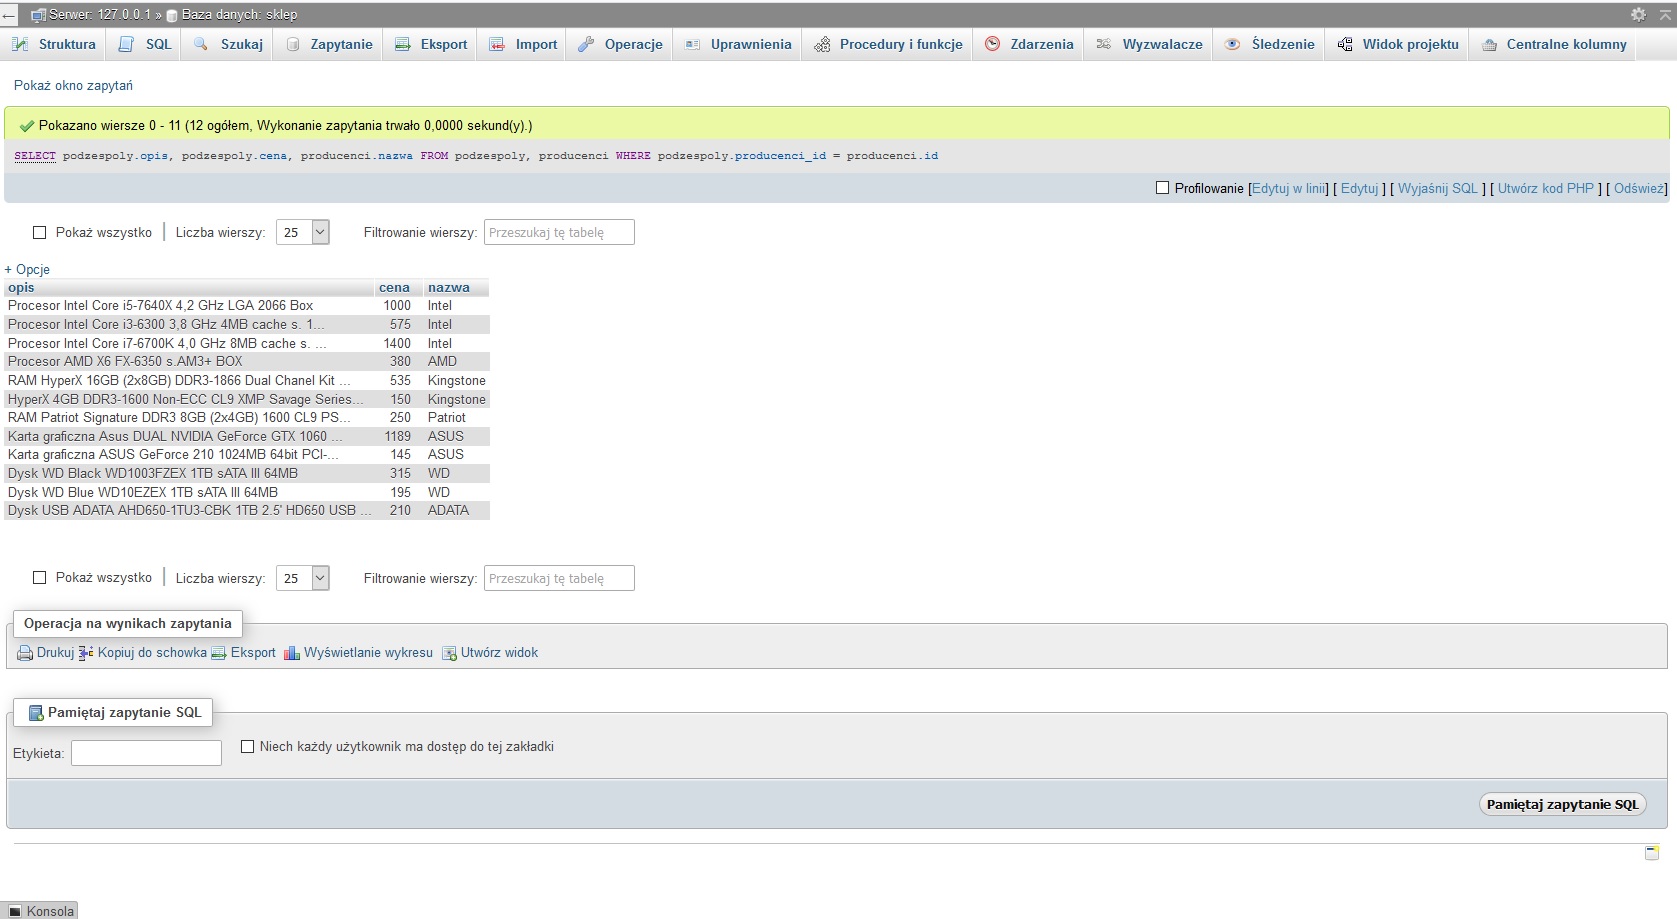 Serwer: 127.0.0.1 » Baza danych: sklep
Struktura SQL Szukaj Zapytanie Eksport Import Operacje Uprawnienia Procedury i funkcje Zdarzenia Wyzwalacze Śledzenie Widok projektu Centralne kolumny
Pokaż okno zapytań
Pokazano wiersze 0 - 11 (12 ogółem, Wykonanie zapytania trwało 0,0000 sekund(y).)
SELECT podzespoly.opis, podzespoly.cena, producenci.nazwa FROM podzespoly, producenci WHERE podzespoly.producenci_id = producenci.id
Profilowanie [Edytuj w linii] [ Edytuj ] [ Wyjaśnij SQL ] [ Utwórz kod PHP ] [ Odśwież]
Pokaż wszystko Liczba wierszy: 25 Filtrowanie wierszy: Przeszukaj tę tabelę
+ Opcje
opis cena nazwa
Procesor Intel Core i5-7640X 4,2 GHz LGA 2066 Box 1000 Intel
Procesor Intel Core i3-6300 3,8 GHz 4MB cache s. 1... 575 Intel
Procesor Intel Core i7-6700K 4,0 GHz 8MB cache s. ... 1400 Intel
Procesor AMD X6 FX-6350 s.AM3+ BOX 380 AMD
RAM HyperX 16GB (2x8GB) DDR3-1866 Dual Chanel Kit ... 535 Kingstone
HyperX 4GB DDR3-1600 Non-ECC CL9 XMP Savage Series... 150 Kingstone
RAM Patriot Signature DDR3 8GB (2x4GB) 1600 CL9 PS... 250 Patriot
Karta graficzna Asus DUAL NVIDIA GeForce GTX 1060 ... 1189 ASUS
Karta graficzna ASUS GeForce 210 1024MB 64bit PCI-... 145 ASUS
Dysk WD Black WD1003FZEX 1TB sATA III 64MB 315 WD
Dysk WD Blue WD10EZEX 1TB sATA III 64MB 195 WD
Dysk USB ADATA AHD650-1TU3-CBK 1TB 2.5' HD650 USB ... 210 ADATA
Pokaż wszystko Liczba wierszy: 25 Filtrowanie wierszy: Przeszukaj tę tabelę
Operacja na wynikach zapytania
Drukuj Kopiuj do schowka Eksport Wyświetlanie wykresu Utwórz widok
Pamiętaj zapytanie SQL
Etykieta: Niech każdy użytkownik ma dostęp do tej zakładki
Pamiętaj zapytanie SQL
Konsola